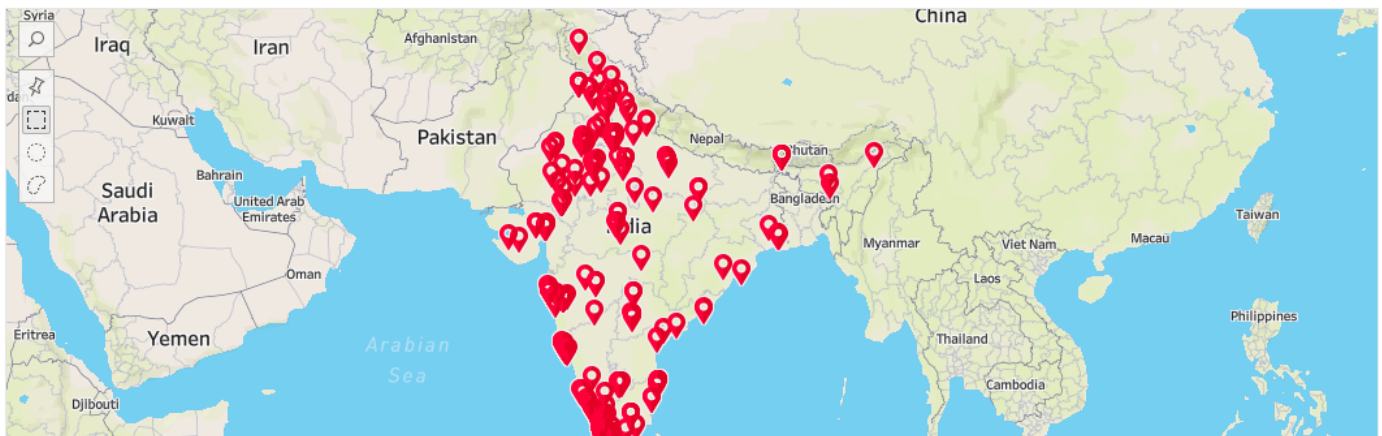 Syria
China
Iraq
Iran
Afghanistan
Kuwait
Pakistan
Nepal
Bhutan
Bahrain
Saudi
Arabia
United Arab
Emirates
Bangladesh
Taiwan
India
Myanmar
Viet Nam
Macau
Oman
Laos
Eritrea
Yemen
Arabian
Sea
Thailand
Philippines
Cambodia
Djibouti